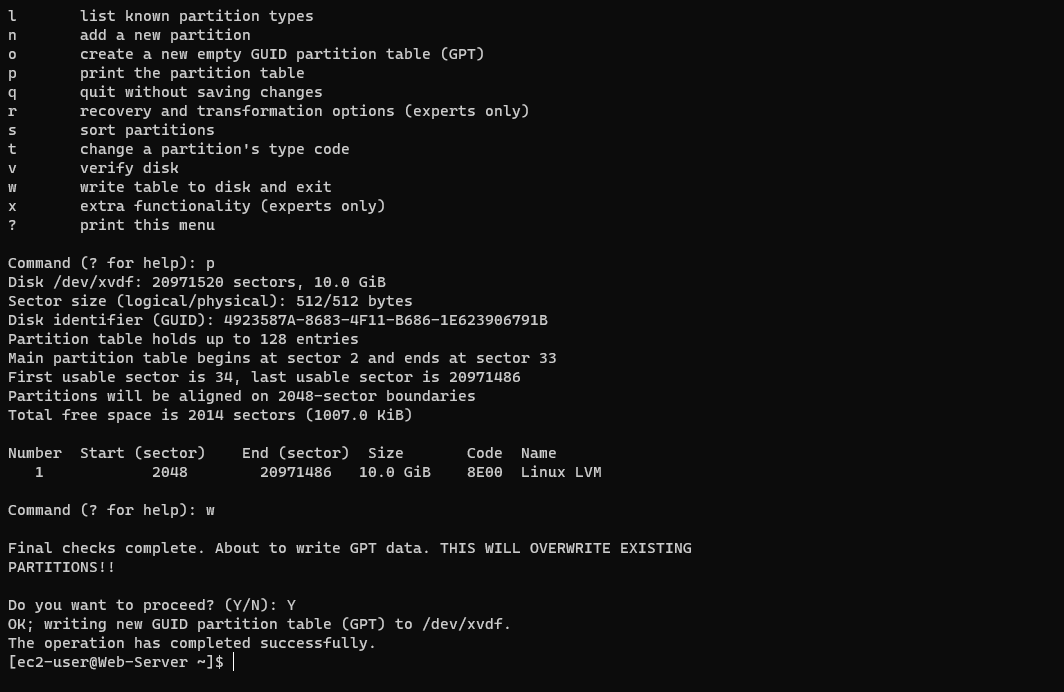 l       list known partition types
n       add a new partition
o       create a new empty GUID partition table (GPT)
p       print the partition table
q       quit without saving changes
r       recovery and transformation options (experts only)
s       sort partitions
t       change a partition's type code
v       verify disk
w       write table to disk and exit
x       extra functionality (experts only)
?       print this menu

Command (? for help): p
Disk /dev/xvdf: 20971520 sectors, 10.0 GiB
Sector size (logical/physical): 512/512 bytes
Disk identifier (GUID): 4923587A-8683-4F11-B686-1E623906791B
Partition table holds up to 128 entries
Main partition table begins at sector 2 and ends at sector 33
First usable sector is 34, last usable sector is 20971486
Partitions will be aligned on 2048-sector boundaries
Total free space is 2014 sectors (1007.0 KiB)

Number  Start (sector)    End (sector)  Size       Code  Name
   1            2048        20971486   10.0 GiB    8E00  Linux LVM

Command (? for help): w

Final checks complete. About to write GPT data. THIS WILL OVERWRITE EXISTING
PARTITIONS!!

Do you want to proceed? (Y/N): Y
OK; writing new GUID partition table (GPT) to /dev/xvdf.
The operation has completed successfully.
[ec2-user@Web-Server ~]$